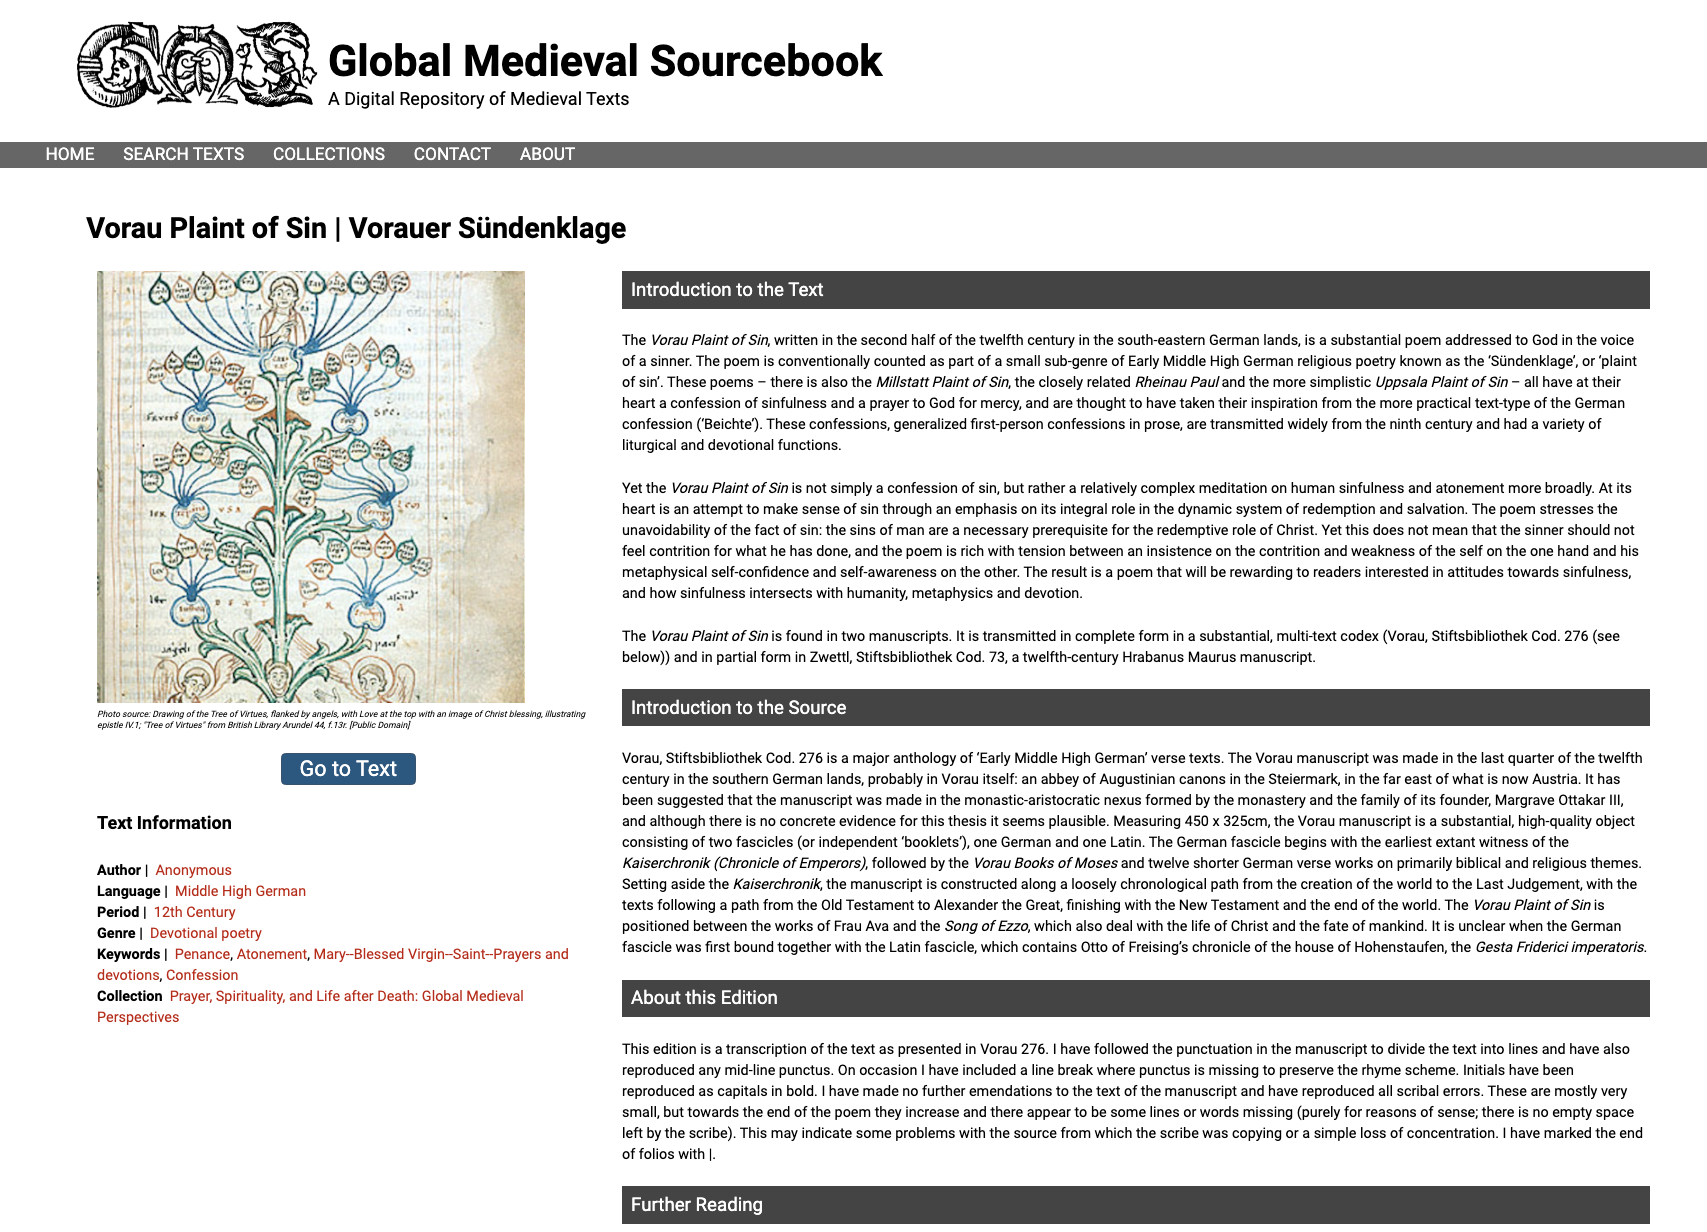 Global Medieval Sourcebook
A Digital Repository of Medieval Texts
HOME SEARCH TEXTS COLLECTIONS CONTACT ABOUT
Vorau Plaint of Sin | Vorauer Sündenklage
Photo source: Drawing of the Tree of Virtues, flanked by angels, with Love at the top with an image of Christ blessing, illustrating
epistle IV.1; "Tree of Virtues" from British Library Arundel 44, f.13r. [Public Domain]
Go to Text
Text Information
Author | Anonymous
Language | Middle High German
Period | 12th Century
Genre | Devotional poetry
Keywords | Penance, Atonement, Mary--Blessed Virgin--Saint--Prayers and
devotions, Confession
Collection Prayer, Spirituality, and Life after Death: Global Medieval
Perspectives
Introduction to the Text
The Vorau Plaint of Sin, written in the second half of the twelfth century in the south-eastern German lands, is a substantial poem addressed to God in the voice
of a sinner. The poem is conventionally counted as part of a small sub-genre of Early Middle High German religious poetry known as the ‘Sündenklage‘, or ‘plaint
of sin’. These poems – there is also the Millstatt Plaint of Sin, the closely related Rheinau Paul and the more simplistic Uppsala Plaint of Sin – all have at their
heart a confession of sinfulness and a prayer to God for mercy, and are thought to have taken their inspiration from the more practical text-type of the German
confession (‘Beichte’). These confessions, generalized first-person confessions in prose, are transmitted widely from the ninth century and had a variety of
liturgical and devotional functions.
Yet the Vorau Plaint of Sin is not simply a confession of sin, but rather a relatively complex meditation on human sinfulness and atonement more broadly. At its
heart is an attempt to make sense of sin through an emphasis on its integral role in the dynamic system of redemption and salvation. The poem stresses the
unavoidability of the fact of sin: the sins of man are a necessary prerequisite for the redemptive role of Christ. Yet this does not mean that the sinner should not
feel contrition for what he has done, and the poem is rich with tension between an insistence on the contrition and weakness of the self on the one hand and his
metaphysical self-confidence and self-awareness on the other. The result is a poem that will be rewarding to readers interested in attitudes towards sinfulness,
and how sinfulness intersects with humanity, metaphysics and devotion.
The Vorau Plaint of Sin is found in two manuscripts. It is transmitted in complete form in a substantial, multi-text codex (Vorau, Stiftsbibliothek Cod. 276 (see
below)) and in partial form in Zwettl, Stiftsbibliothek Cod. 73, a twelfth-century Hrabanus Maurus manuscript.
Introduction to the Source
Vorau, Stiftsbibliothek Cod. 276 is a major anthology of ‘Early Middle High German’ verse texts. The Vorau manuscript was made in the last quarter of the twelfth
century in the southern German lands, probably in Vorau itself: an abbey of Augustinian canons in the Steiermark, in the far east of what is now Austria. It has
been suggested that the manuscript was made in the monastic-aristocratic nexus formed by the monastery and the family of its founder, Margrave Ottakar III,
and although there is no concrete evidence for this thesis it seems plausible. Measuring 450 x 325cm, the Vorau manuscript is a substantial, high-quality object
consisting of two fascicles (or independent ‘booklets’), one German and one Latin. The German fascicle begins with the earliest extant witness of the
Kaiserchronik (Chronicle of Emperors), followed by the Vorau Books of Moses and twelve shorter German verse works on primarily biblical and religious themes.
Setting aside the Kaiserchronik, the manuscript is constructed along a loosely chronological path from the creation of the world to the Last Judgement, with the
texts following a path from the Old Testament to Alexander the Great, finishing with the New Testament and the end of the world. The Vorau Plaint of Sin is
positioned between the works of Frau Ava and the Song of Ezzo, which also deal with the life of Christ and the fate of mankind. It is unclear when the German
fascicle was first bound together with the Latin fascicle, which contains Otto of Freising’s chronicle of the house of Hohenstaufen, the Gesta Friderici imperatoris.
About this Edition
This edition is a transcription of the text as presented in Vorau 276. I have followed the punctuation in the manuscript to divide the text into lines and have also
reproduced any mid-line punctus. On occasion I have included a line break where punctus is missing to preserve the rhyme scheme. Initials have been
reproduced as capitals in bold. I have made no further emendations to the text of the manuscript and have reproduced all scribal errors. These are mostly very
small, but towards the end of the poem they increase and there appear to be some lines or words missing (purely for reasons of sense; there is no empty space
left by the scribe). This may indicate some problems with the source from which the scribe was copying or a simple loss of concentration. I have marked the end
of folios with |.
Further Reading